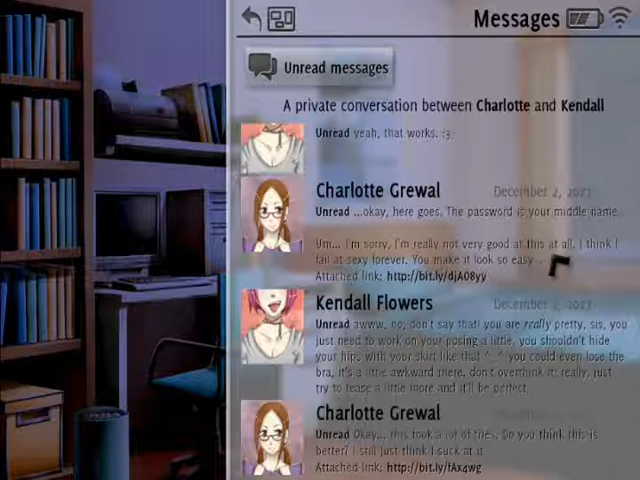 Messages
Unread messages
A private conversation between Charlotte and Kendall
Unread yeah, that works. :3
Charlotte Grewal December 2, 2027
Unread ...okay, here goes. The password is your middle name.
Um... I'm sorry, I'm really not very good at this at all. I think I
fail at sexy forever. You make it look so easy...
Attached link: http://bit.ly/djA08yy
Kendall Flowers December 2, 2027
Unread awww, no, don't say that! you are really pretty, sis, you
just need to work on your posing a little. you shouldn't hide
your hips with your skirt like that ^_^ you could even lose the
bra, it's a little awkward there. don't overthink it; really, just
try to tease a little more and it'll be perfect.
Charlotte Grewal
Unread Okay... this took a lot of tries. Do you think this is
better? I still just think I suck at it.
Attached link: http://bit.ly/fAx4wg